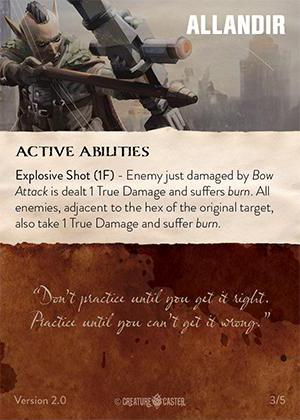 ALLANDIR
ACTIVE ABILITIES
Explosive Shot (1F) - Enemy just damaged by Bow
Attack is dealt 1 True Damage and suffers burn. All
enemies, adjacent to the hex of the original target,
also take 1 True Damage and suffer burn.
"Don't practice until you get it right.
Practice until you can't get it wrong."
Version 2.0
© CREATURE CASTER
3/5